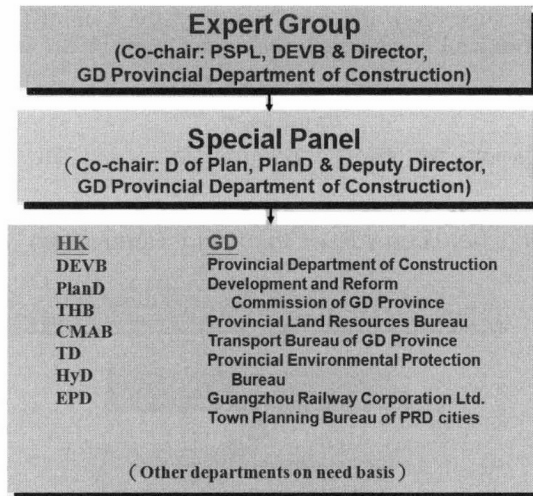 Expert Group
(Co-chair: PSPL, DEVB & Director,
GD Provincial Department of Construction)
Special Panel
( Co-chair: D of Plan, PlanD & Deputy Director,
GD Provincial Department of Construction)
HK
DEVB
PlanD
THB
CMAB
TD
HyD
EPD
GD
Provincial Department of Construction
Development and Reform
Commission of GD Province
Provincial Land Resources Bureau
Transport Bureau of GD Province
Provincial Environmental Protection
Bureau
Guangzhou Railway Corporation Ltd.
Town Planning Bureau of PRD cities
( Other departments on need basis )